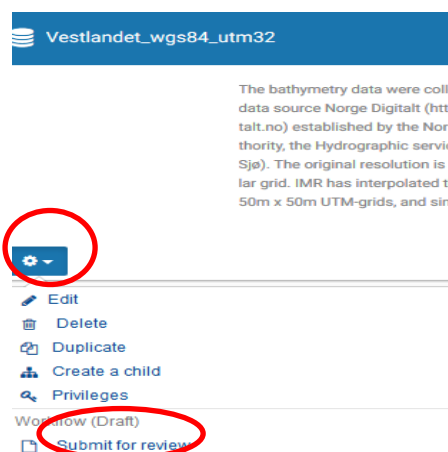 Vestlandet_wgs84_utm32
The bathymetry data were coll
data source Norge Digitalt (htt
talt.no) established by the Nor
thority, the Hydrographic servi
Sjø). The original resolution is
lar grid. IMR has interpolated t
50m x 50m UTM-grids, and sin
Edit
Delete
Duplicate
Create a child
Privileges
Workflow (Draft)
Submit for review